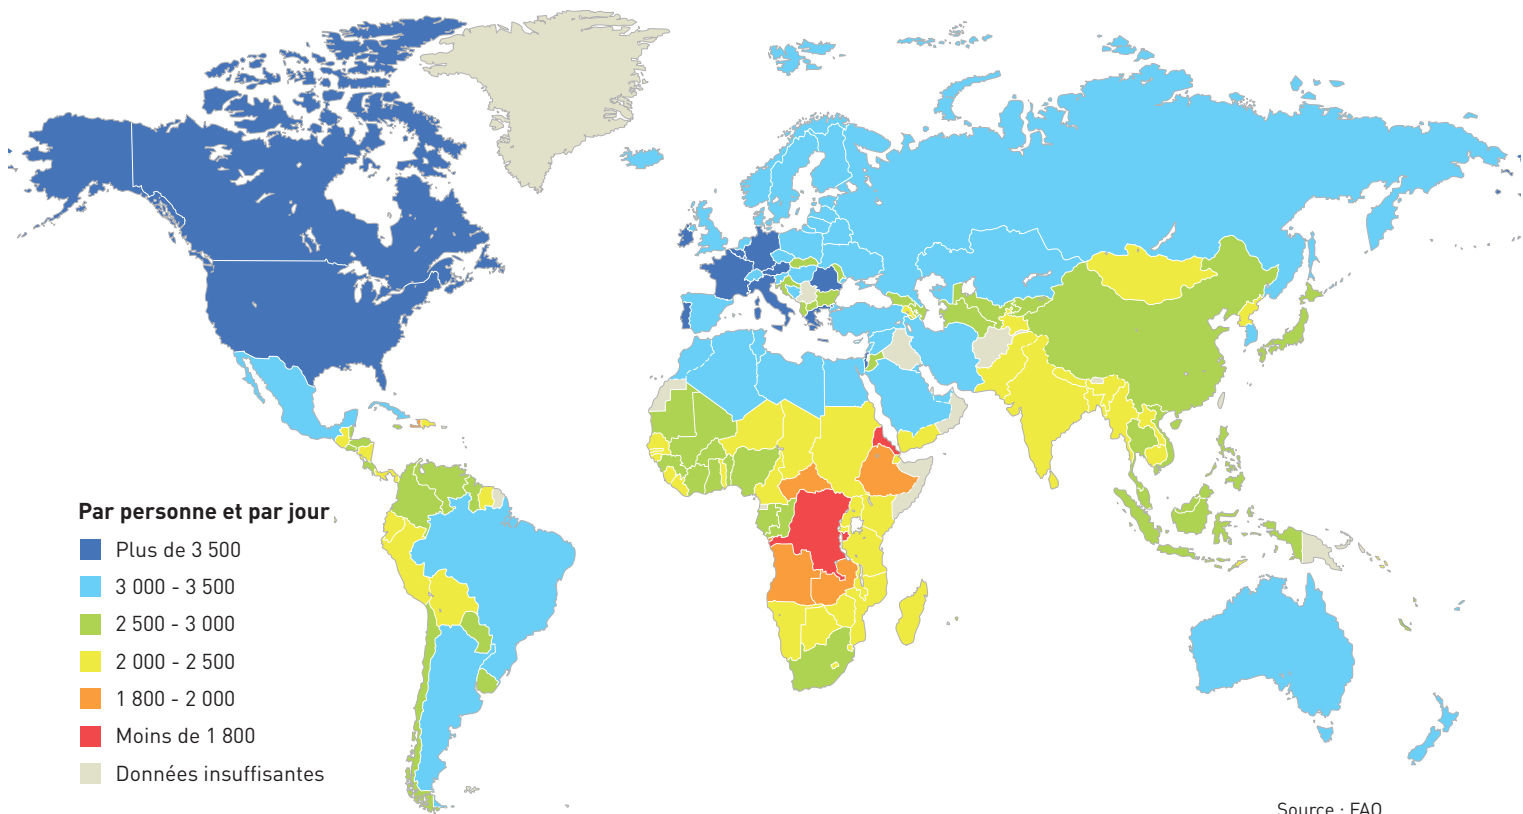 Par personne et par jour
Plus de 3 500
3 000 - 3 500
2 500 - 3 000
2 000 - 2 500
1 800 - 2 000
Moins de 1 800
Données insuffisantes
Source : FAO